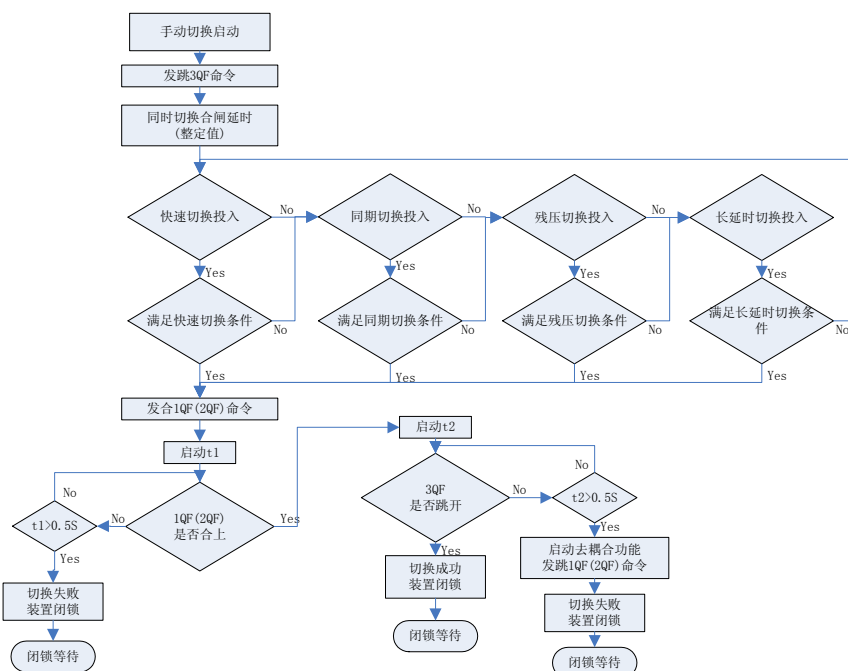 手动切换启动
发跳3QF命令
同时切换合闸延时
(整定值)
快速切换投入
No
同期切换投入
No
残压切换投入
No
长延时切换投入
Yes
Yes
Yes
Yes
满足快速切换条件
No
满足同期切换条件
No
满足残压切换条件
No
满足长延时切换条
件
No
Yes
Yes
Yes
Yes
发合1QF(2QF)命令
启动t1
启动t2
No
t1>0.5S
No
1QF(2QF)
是否合上
Yes
3QF
是否跳开
No
No
t2>0.5S
Yes
Yes
Yes
切换失败
装置闭锁
切换成功
装置闭锁
启动去耦合功能
发跳1QF(2QF)命令
切换失败
装置闭锁
闭锁等待
闭锁等待
闭锁等待